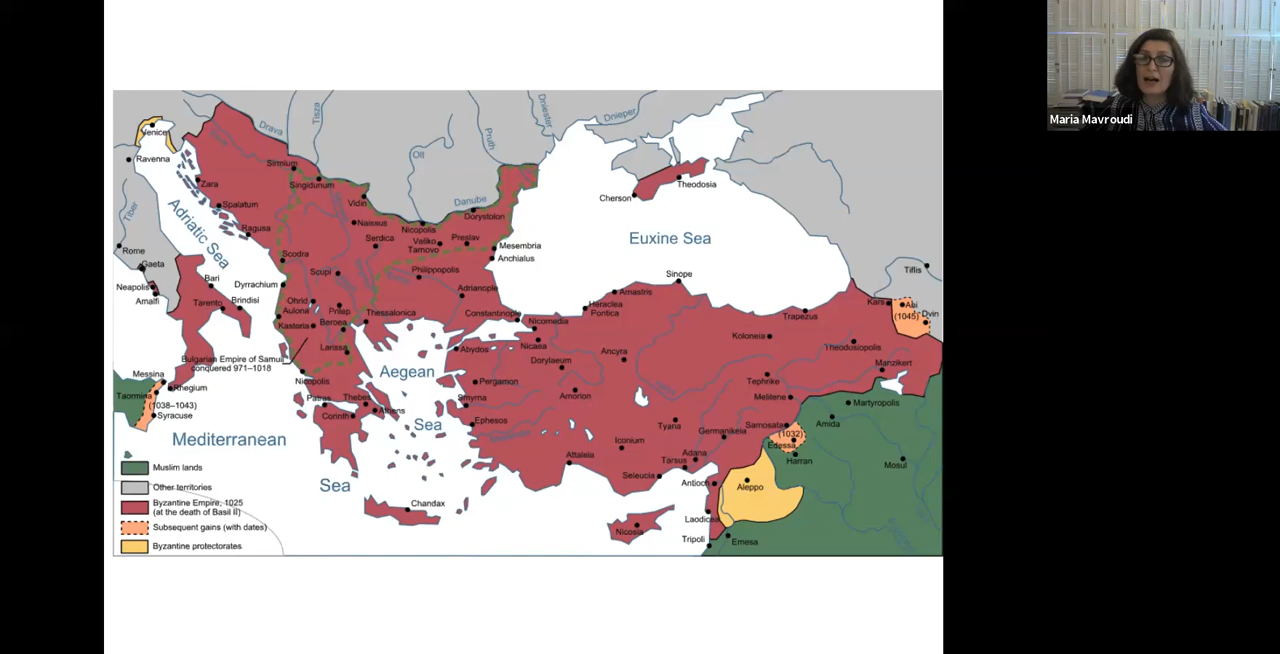 Maria Mavroudi
Venice
Ravenna
Drava
Tisza
Olt
Pruth
Dniester
Dnieper
Sirmium
Singidunum
Zara
Spalatum
Ragusa
Adriatic Sea
Tiber
Rome
Gaeta
Neapolis
Amalfi
Bari
Tarento
Brindisi
Vidin
Naissus
Serdica
Nicopolis
Danube
Dorystolon
Veliko
Tarnovo
Preslav
Mesembria
Anchialus
Scodra
Scupi
Philippopolis
Dyrrachium
Adrianople
Ohrid
Aulona
Prilep
Kastoria
Beroea
Thessalonica
Constantinople
Larissa
Bulgarian Empire of Samuil
conquered 971–1018
Nicopolis
Cherson
Theodosia
Euxine Sea
Sinope
Amastris
Heraclea
Pontica
Nicomedia
Nicaea
Trapezus
Tiflis
Kars
Ani
(1045)
Dvin
Koloneia
Theodosiopolis
Manzikert
Abydos
Dorylaeum
Ancyra
Aegean
Sea
Pergamon
Amorion
Tephrike
Melitene
Martyropolis
Messina
Rhegium
Taormina
(1038–1043)
Syracuse
Patras
Thebes
Athens
Corinth
Smyrna
Ephesos
Tyana
Germanikeia
Samosata
(1032)
Edessa
Amida
Harran
Mosul
Iconium
Adana
Tarsus
Attaleia
Seleucia
Antioch
Aleppo
Mediterranean
Sea
Chandax
Nicosia
Laodicea
Tripoli
Emesa
Muslim lands
Other territories
Byzantine Empire, 1025
(at the death of Basil II)
Subsequent gains (with dates)
Byzantine protectorates